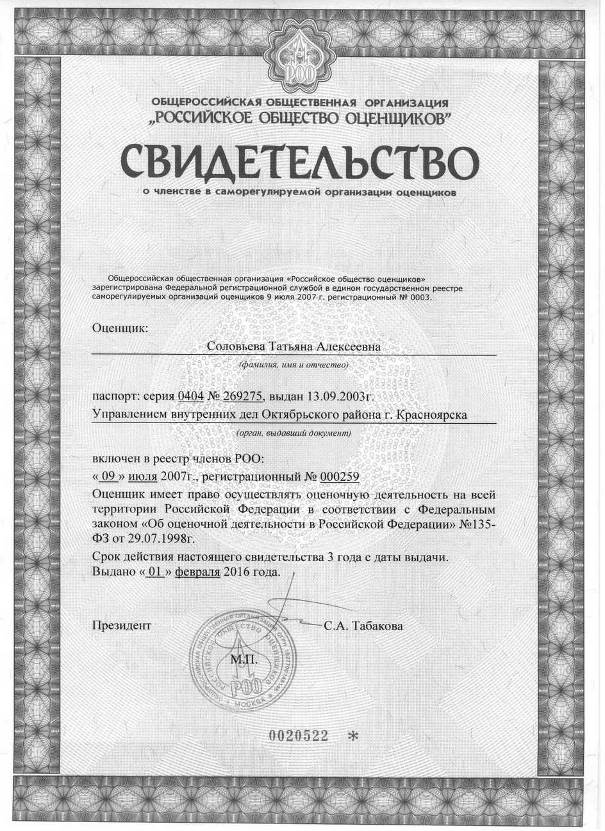 РОО
ОБЩЕРОССИЙСКАЯ ОБЩЕСТВЕННАЯ ОРГАНИЗАЦИЯ
„РОССИЙСКОЕ ОБЩЕСТВО ОЦЕНЩИКОВ”
СВИДЕТЕЛЬСТВО
о членстве в саморегулируемой организации оценщиков
Общероссийская общественная организация «Российское общество оценщиков»
зарегистрирована Федеральной регистрационной службой в едином государственном реестре
саморегулируемых организаций оценщиков 9 июля 2007 г. регистрационный № 0003.
Оценщик:
Соловьева Татьяна Алексеевна
(фамилия, имя и отчество)
паспорт: серия 0404 № 269275, выдан 13.09.2003г.
Управлением внутренних дел Октябрьского района г. Красноярска
(орган, выдавший документ)
включен в реестр членов РОО:
« 09 » июля 2007г., регистрационный № 000259
Оценщик имеет право осуществлять оценочную деятельность на всей
территории Российской Федерации в соответствии с Федеральным
законом «Об оценочной деятельности в Российской Федерации» №135-
ФЗ от 29.07.1998г.
Срок действия настоящего свидетельства 3 года с даты выдачи.
Выдано « 01 » февраля 2016 года.
Президент С.А. Табакова
М.П.
РОО
МОСКВА
0020522 *